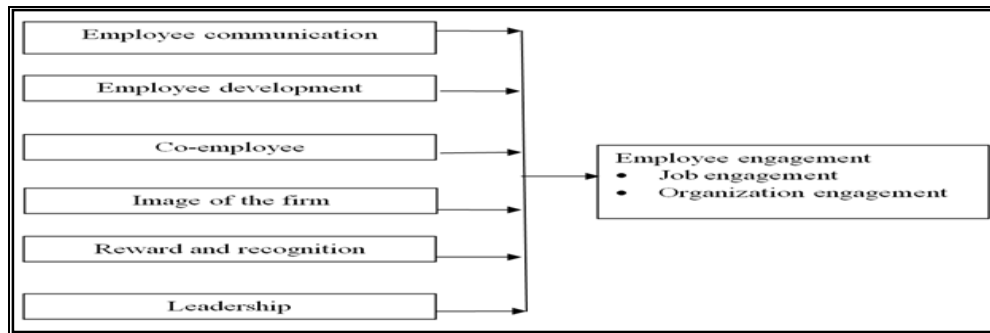 Employee communication
Employee development
Co-employee
Image of the firm
Reward and recognition
Leadership
Employee engagement
• Job engagement
• Organization engagement